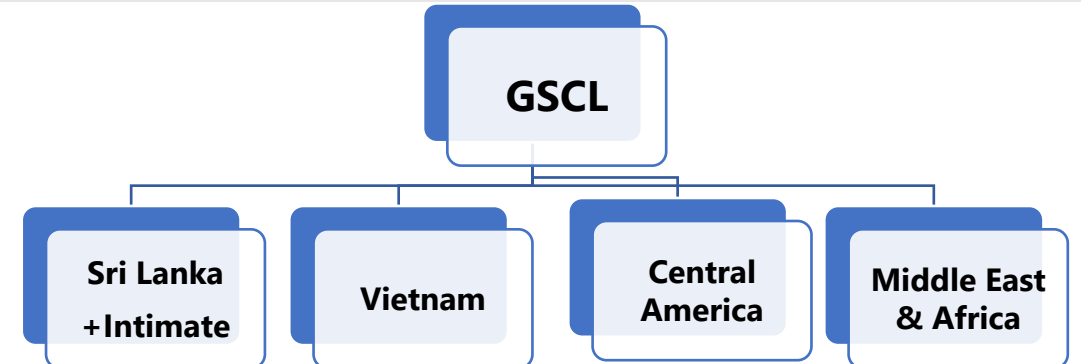 GSCL
Sri Lanka
+Intimate
Vietnam
Central
America
Middle East
& Africa